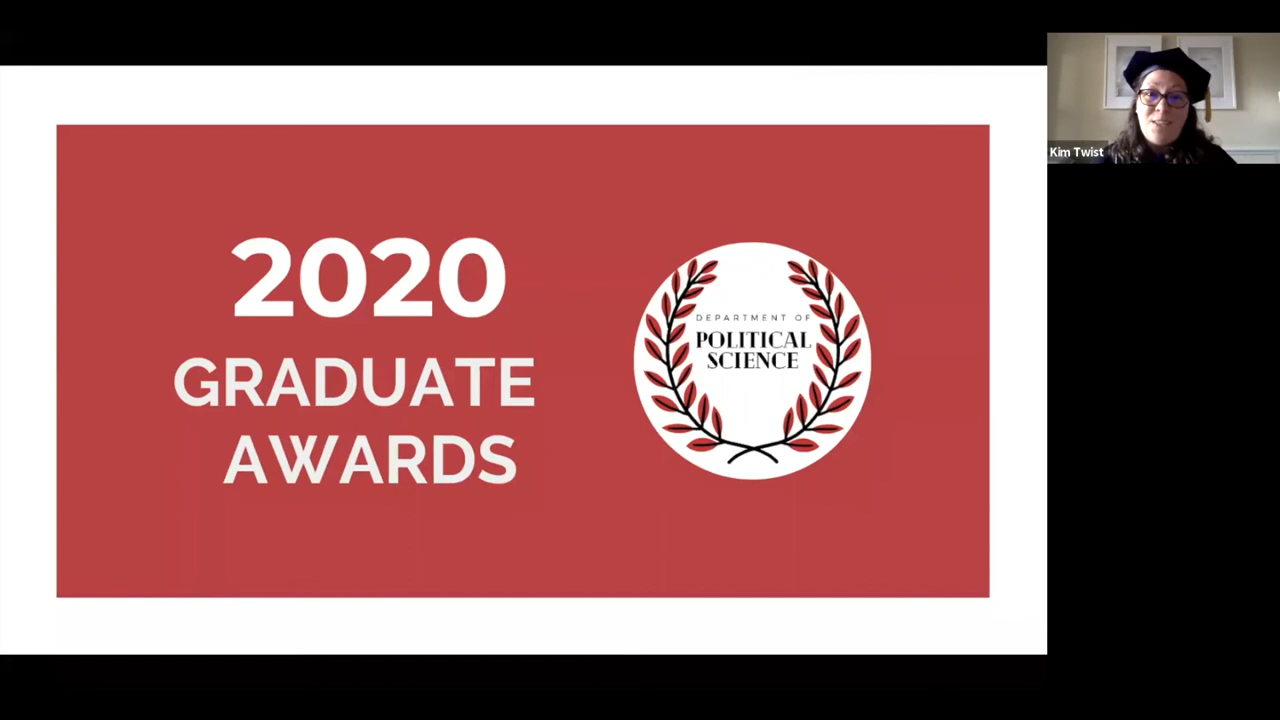 2020
GRADUATE
AWARDS
DEPARTMENT OF
POLITICAL
SCIENCE
Kim Twist